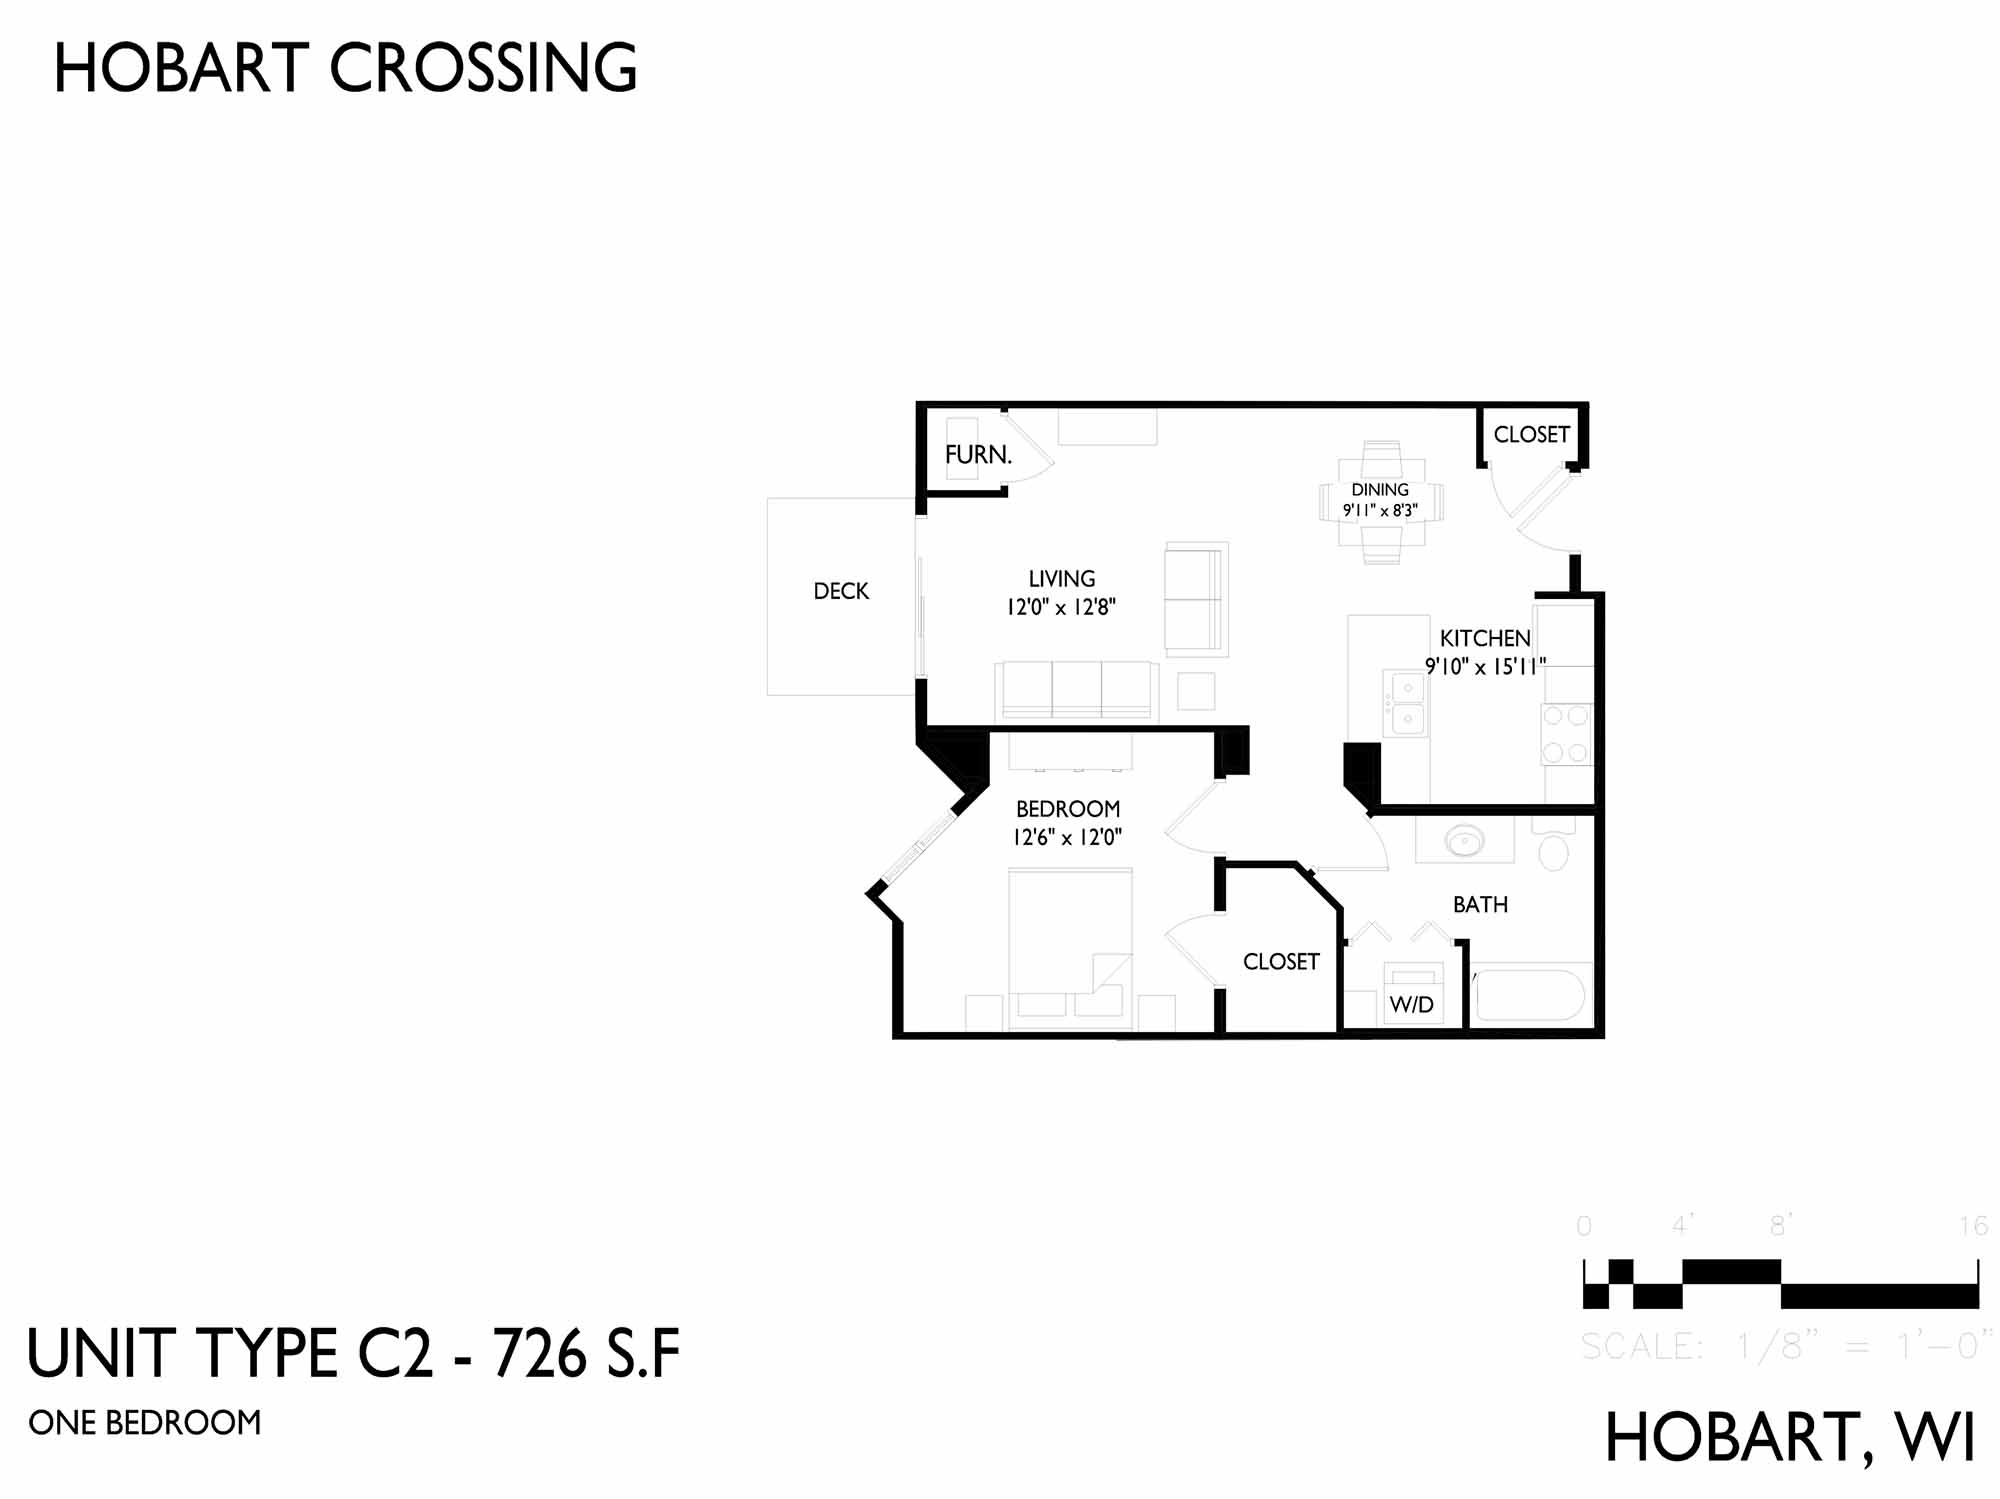 HOBART CROSSING
FURN.
CLOSET
DINING
9'11" x 8'3"
DECK
LIVING
12'0" x 12'8"
KITCHEN
9'10" x 15'11"
BEDROOM
12'6" x 12'0"
BATH
CLOSET
W/D
0 4' 8' 16
SCALE: 1/8" = 1'-0"
UNIT TYPE C2 - 726 S.F
ONE BEDROOM
HOBART, WI